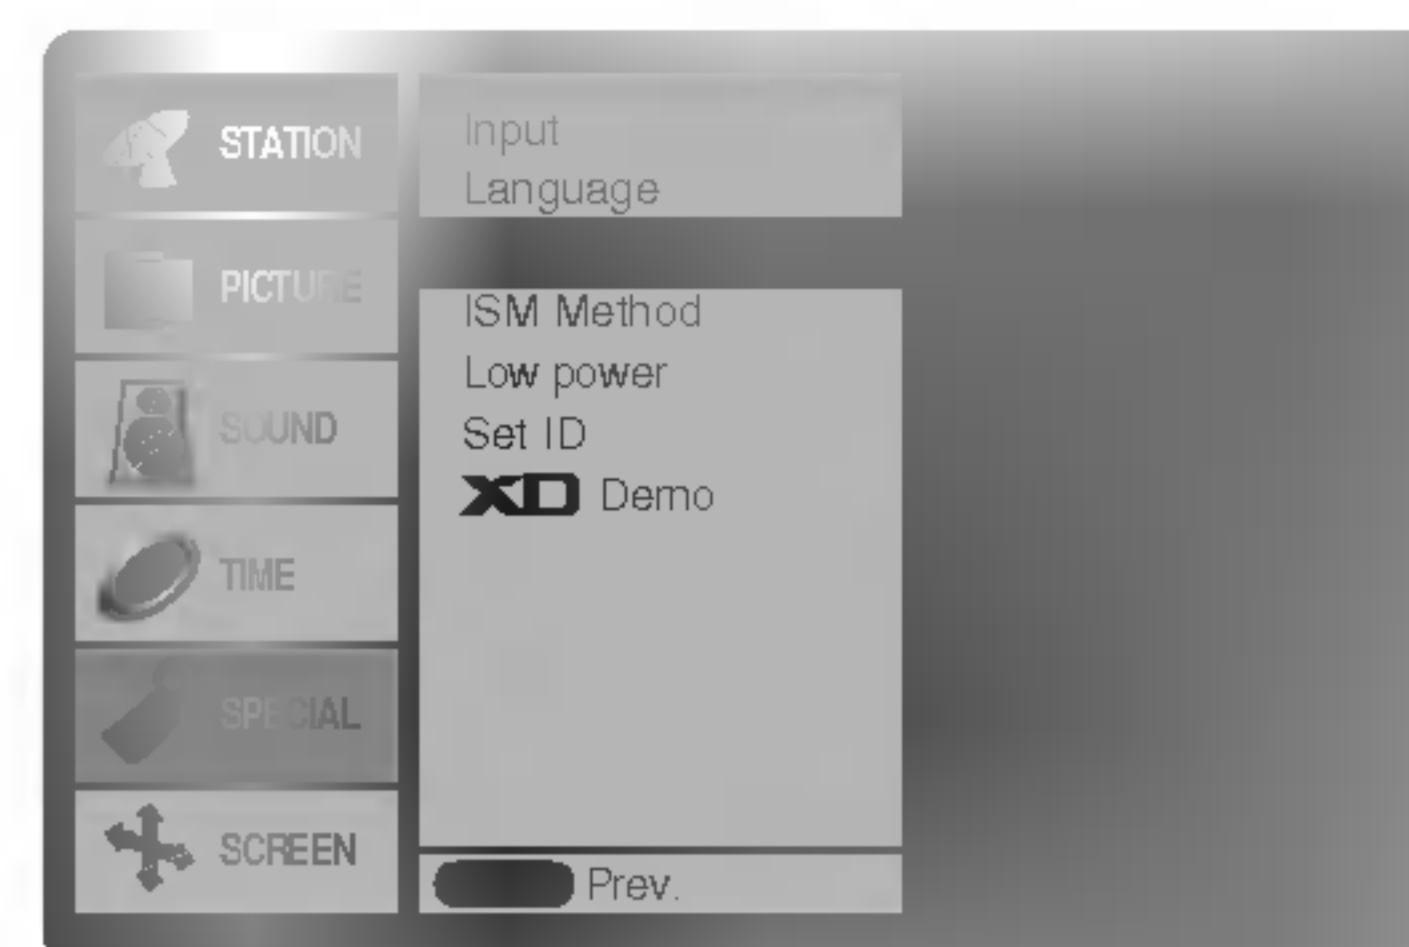 STATION
PICTURE
SOUND
TIME
SPECIAL
SCREEN
Input
Language
ISM Method
Low power
Set ID
XD Demo
Prev.